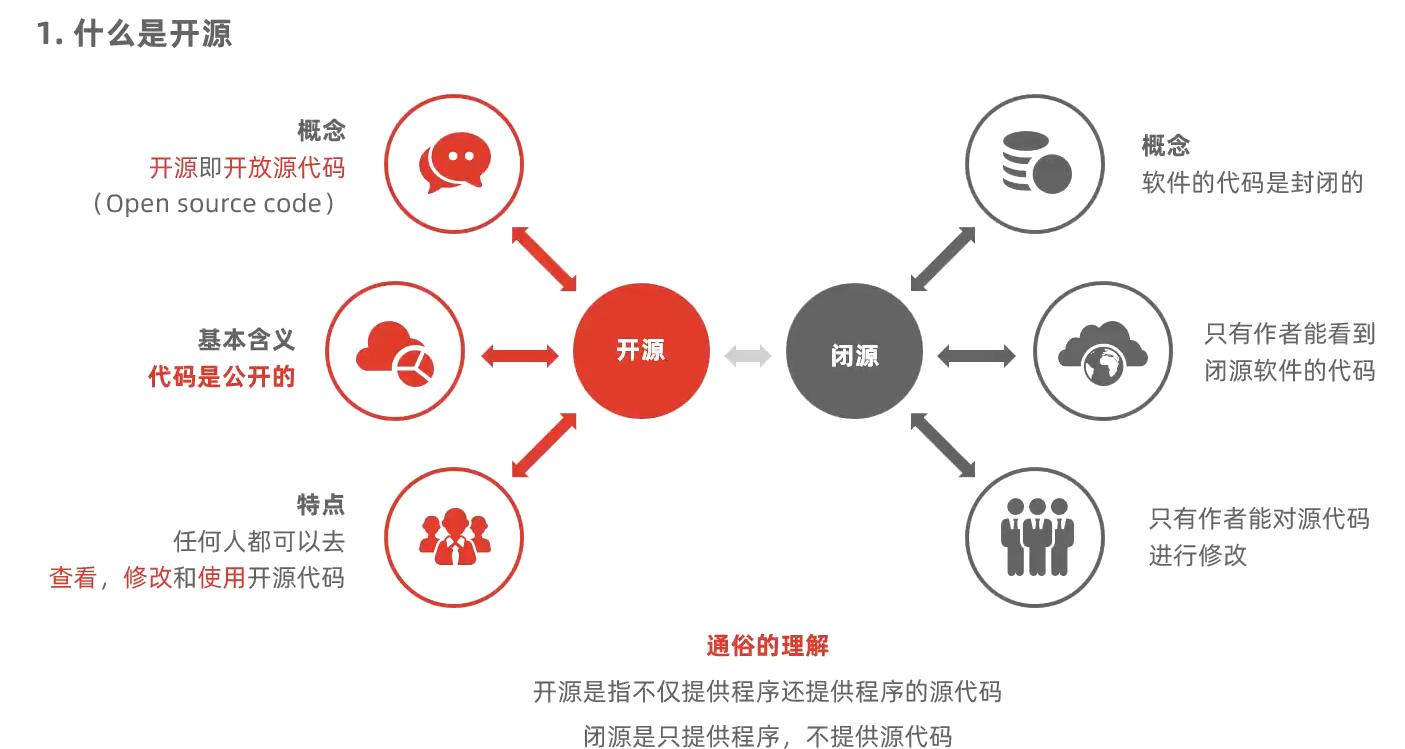 1. 什么是开源
概念
开源即开放源代码
（Open source code）
基本含义
代码是公开的
特点
任何人都可以去
查看，修改和使用开源代码
开源
闭源
概念
软件的代码是封闭的
只有作者能看到
闭源软件的代码
只有作者能对源代码
进行修改
通俗的理解
开源是指不仅提供程序还提供程序的源代码
闭源是只提供程序，不提供源代码